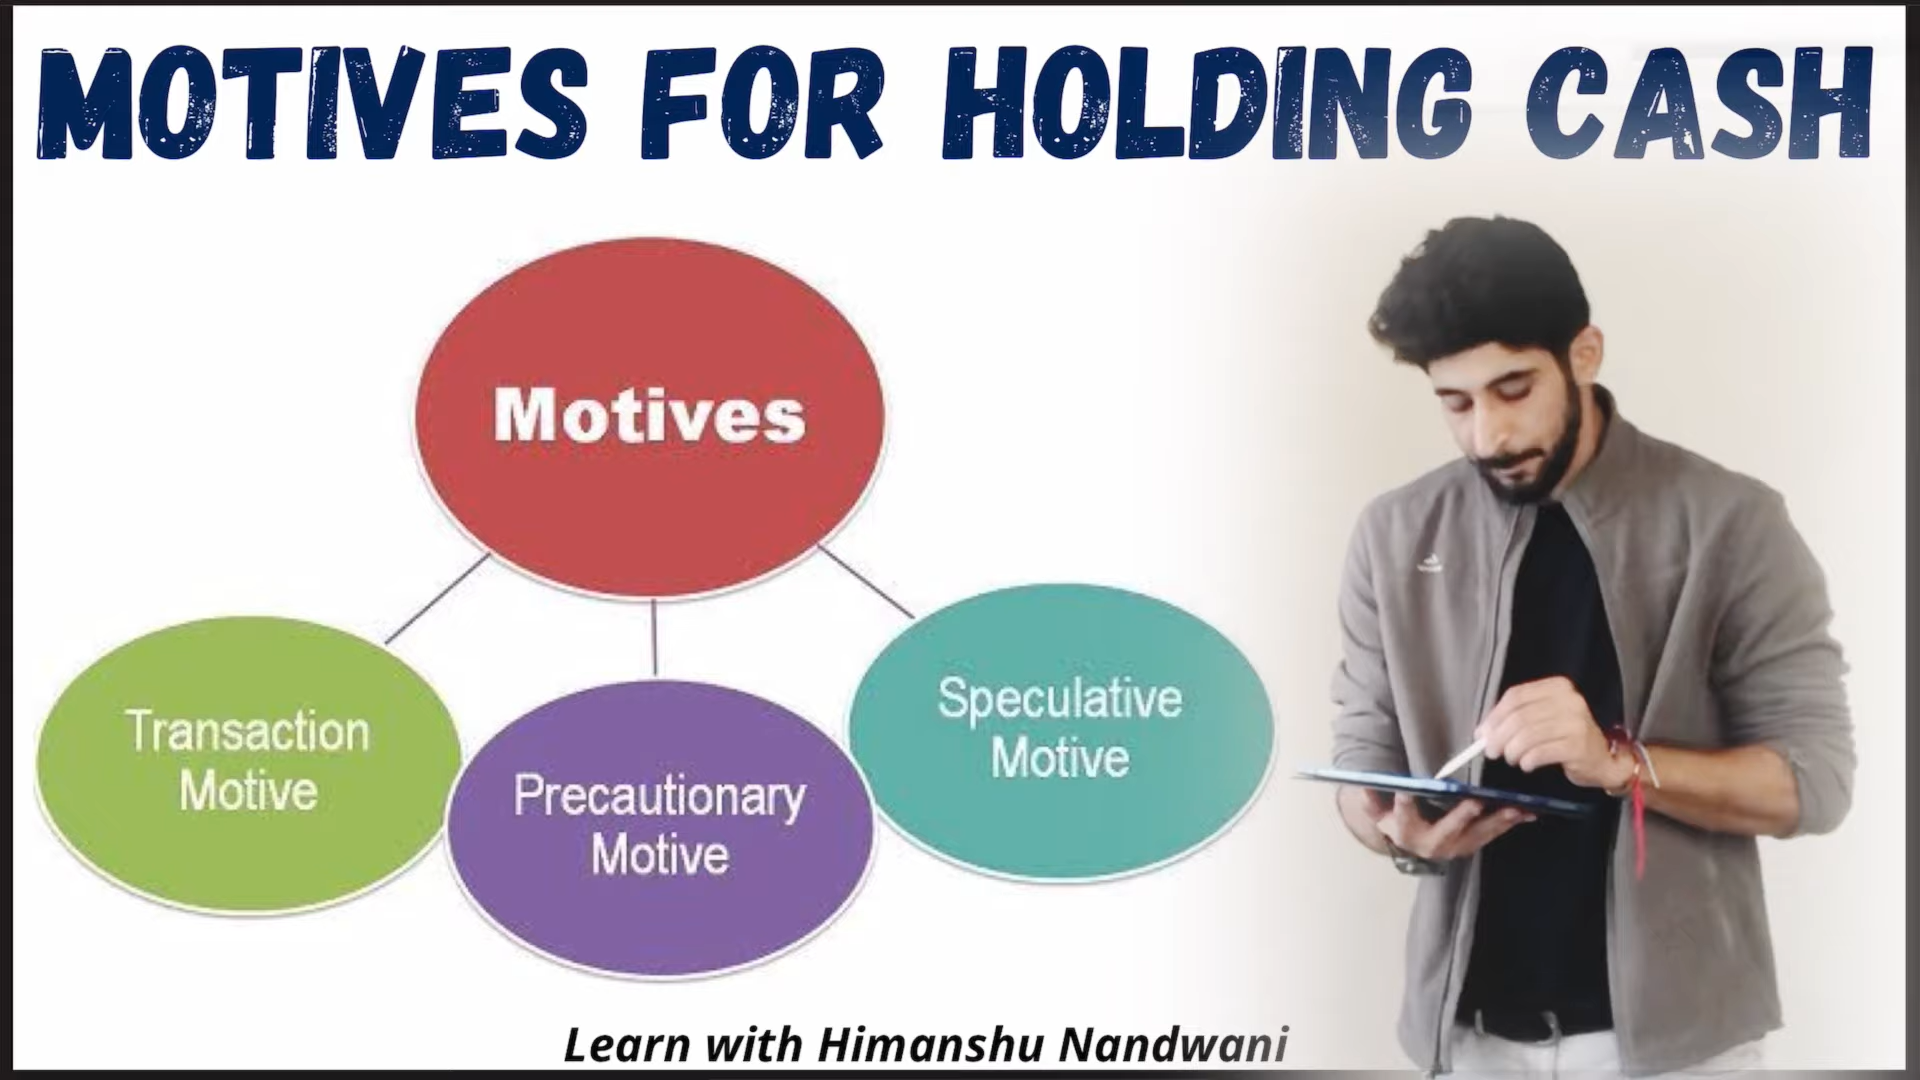 MOTIVES FOR HOLDING CASH
Motives
Transaction
Motive
Precautionary
Motive
Speculative
Motive
Learn with Himanshu Nandwani